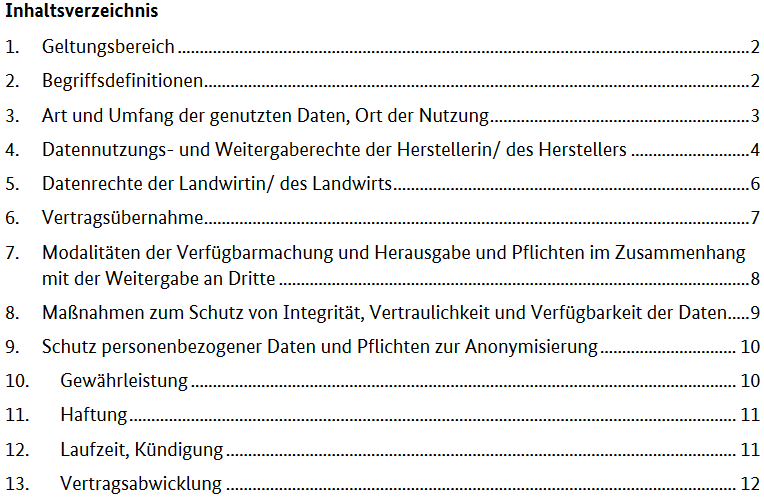 Inhaltsverzeichnis
1. Geltungsbereich ..... 2
2. Begriffsdefinitionen ..... 2
3. Art und Umfang der genutzten Daten, Ort der Nutzung ..... 3
4. Datennutzungs- und Weitergaberechte der Herstellerin/ des Herstellers ..... 4
5. Datenrechte der Landwirtin/ des Landwirts ..... 6
6. Vertragsübernahme ..... 7
7. Modalitäten der Verfügbarmachung und Herausgabe und Pflichten im Zusammenhang
mit der Weitergabe an Dritte ..... 8
8. Maßnahmen zum Schutz von Integrität, Vertraulichkeit und Verfügbarkeit der Daten ..... 9
9. Schutz personenbezogener Daten und Pflichten zur Anonymisierung ..... 10
10. Gewährleistung ..... 10
11. Haftung ..... 11
12. Laufzeit, Kündigung ..... 11
13. Vertragsabwicklung ..... 12